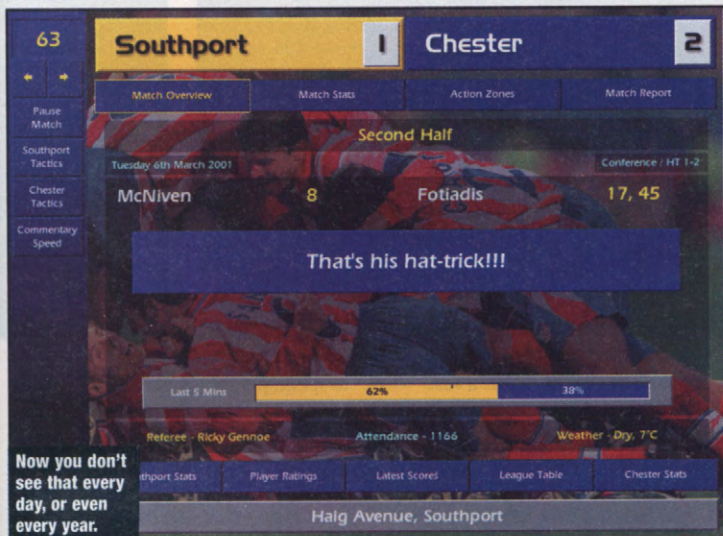 63
Southport 1 Chester 2
Match Overview Match Stats Action Zones Match Report
Pause
Match
Southport
Tactics
Chester
Tactics
Commentary
Speed
Second Half
Tuesday 6th March 2001 Conference / HT 1-2
McNiven 8 Fotiadis 17, 45
That's his hat-trick!!!
Last 5 Mins 62% 38%
Referee - Ricky Gennoe Attendance - 1166 Weather - Dry, 7°C
thport Stats Player Ratings Latest Scores League Table Chester Stats
Haig Avenue, Southport
Now you don't
see that every
day, or even
every year.